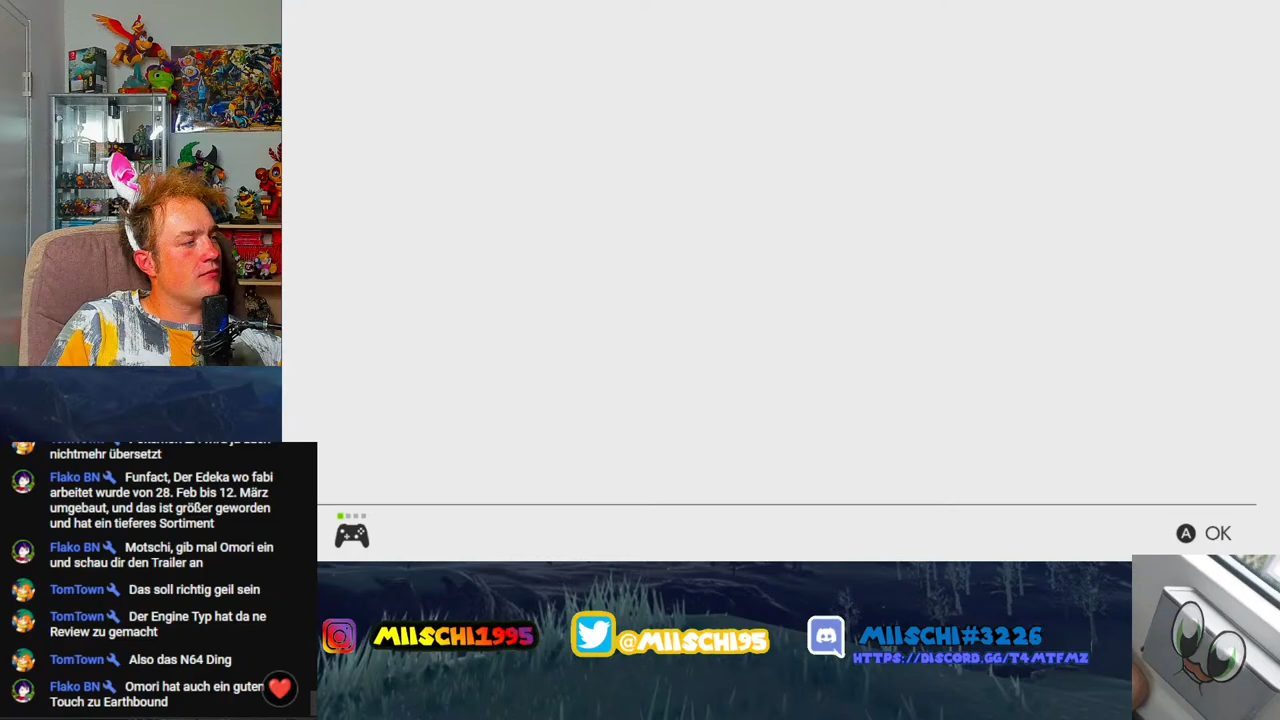 nichtmehr übersetzt
Flako BN Funfact, Der Edeka wo fabi
arbeitet wurde von 28. Feb bis 12. März
umgebaut, und das ist größer geworden
und hat ein tieferes Sortiment
Flako BN Motschi, gib mal Omori ein
und schau dir den Trailer an
TomTown Das soll richtig geil sein
TomTown Der Engine Typ hat da ne
Review zu gemacht
TomTown Also das N64 Ding
Flako BN Omori hat auch ein guten
Touch zu Earthbound
A OK
MIISCHI1995
@MIISCHI95
MIISCHI#3226
HTTPS://DISCORD.GG/T4MTFMZ